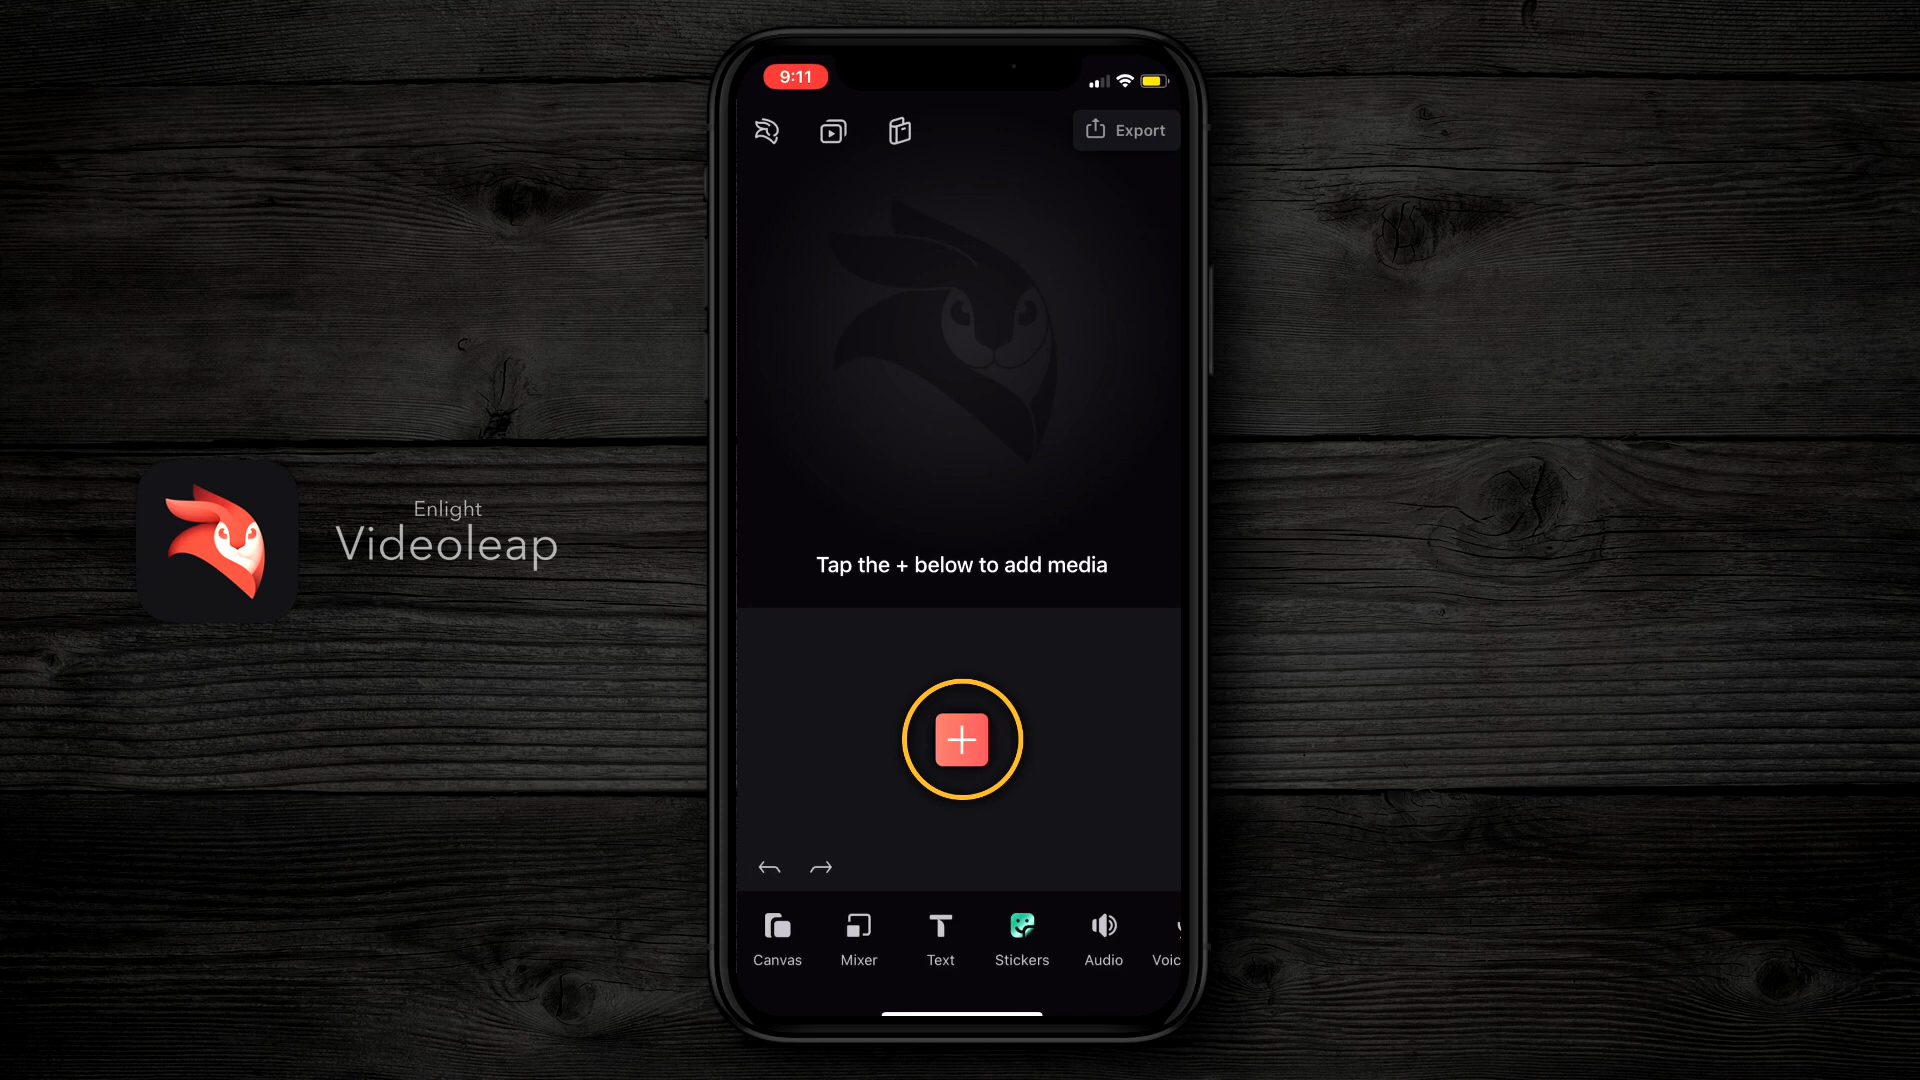 9:11
Export
Enlight
Videoleap
Tap the + below to add media
Canvas
Mixer
Text
Stickers
Audio
Voic